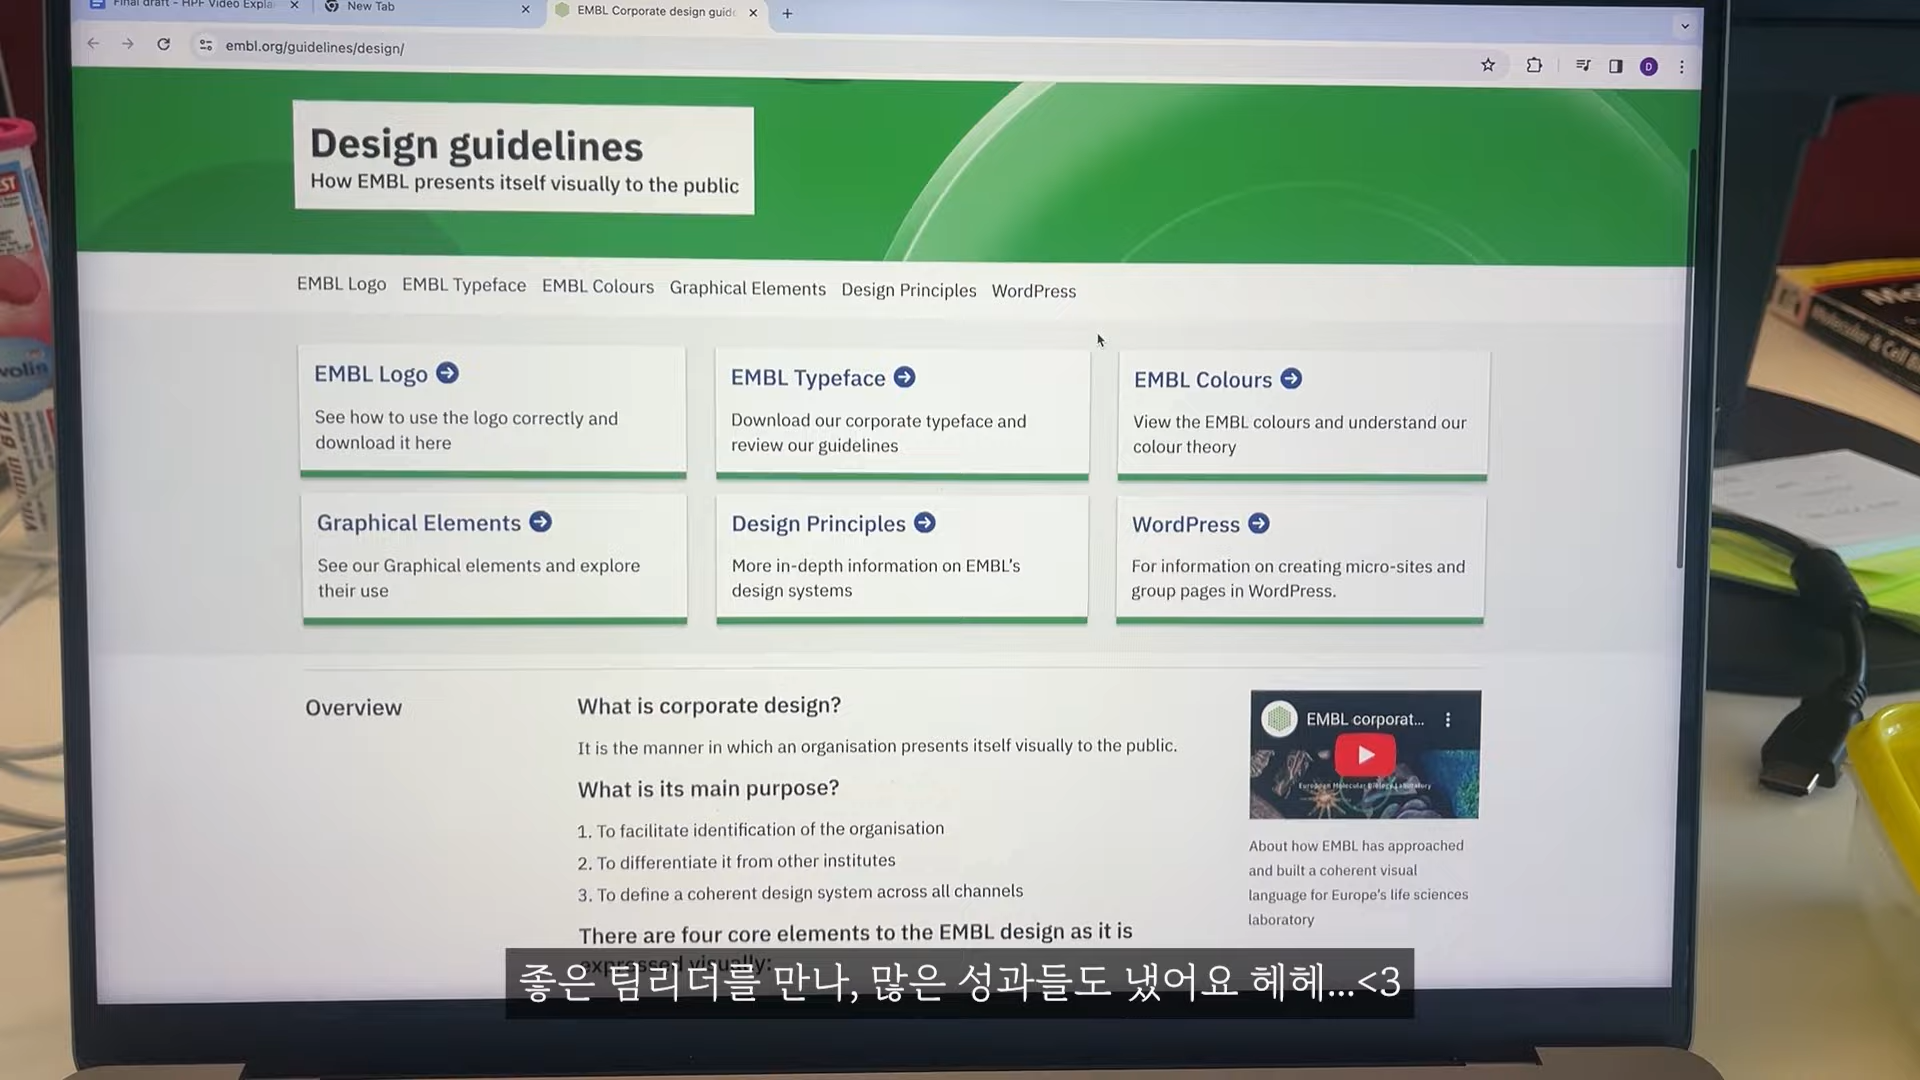 Final draft - HPF Video Expla
New Tab
EMBL Corporate design guide
embl.org/guidelines/design/
D
Design guidelines
How EMBL presents itself visually to the public
EMBL Logo EMBL Typeface EMBL Colours Graphical Elements Design Principles WordPress
EMBL Logo
See how to use the logo correctly and
download it here
EMBL Typeface
Download our corporate typeface and
review our guidelines
EMBL Colours
View the EMBL colours and understand our
colour theory
Graphical Elements
See our Graphical elements and explore
their use
Design Principles
More in-depth information on EMBL's
design systems
WordPress
For information on creating micro-sites and
group pages in WordPress.
Overview
What is corporate design?
It is the manner in which an organisation presents itself visually to the public.
What is its main purpose?
1. To facilitate identification of the organisation
2. To differentiate it from other institutes
3. To define a coherent design system across all channels
There are four core elements to the EMBL design as it is
expressed visually:
EMBL corporat...
European Molecular Biology Laboratory
About how EMBL has approached
and built a coherent visual
language for Europe's life sciences
laboratory
좋은 팀리더를 만나, 많은 성과들도 냈어요 헤헤...<3